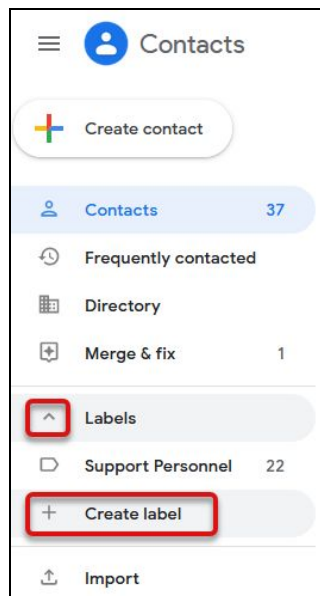 Contacts
Create contact
Contacts 37
Frequently contacted
Directory
Merge & fix 1
Labels
Support Personnel 22
Create label
Import